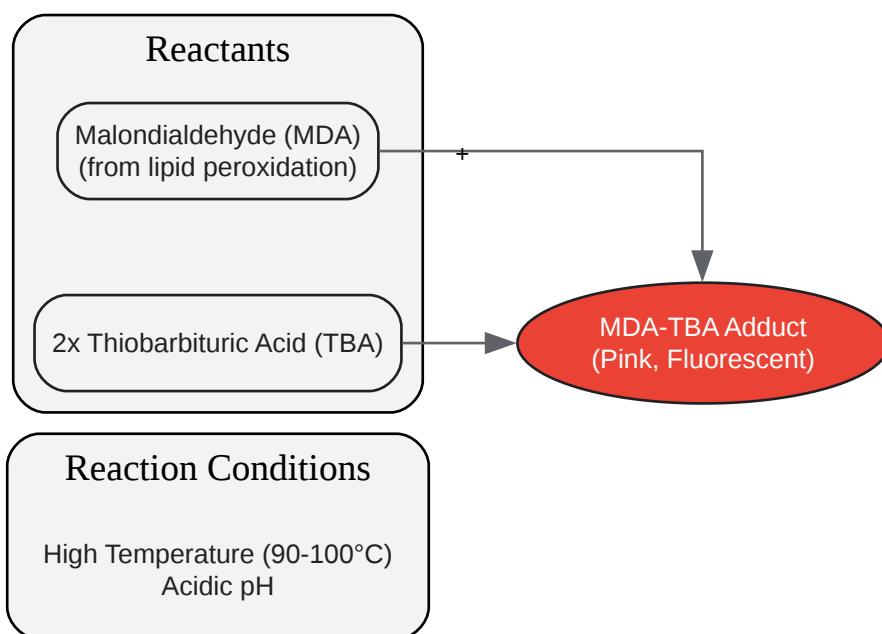 Reactants
Malondialdehyde (MDA)
(from lipid peroxidation)
+
2x Thiobarbituric Acid (TBA)
MDA-TBA Adduct
(Pink, Fluorescent)
Reaction Conditions
High Temperature (90-100°C)
Acidic pH